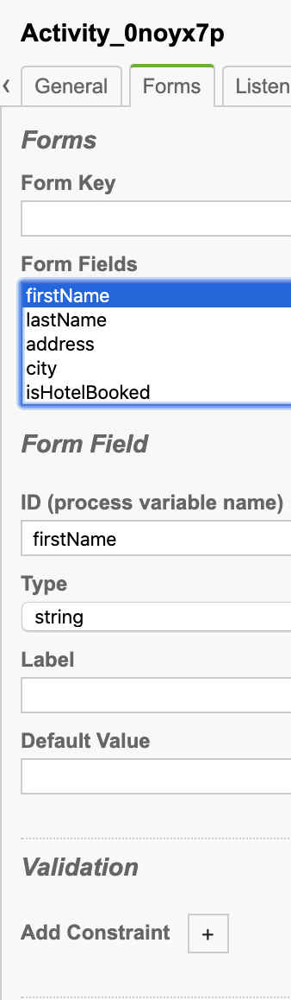 Activity_0noyx7p
‹ General Forms Listen
Forms
Form Key
Form Fields
firstName
lastName
address
city
isHotelBooked
Form Field
ID (process variable name)
firstName
Type
string
Label
Default Value
Validation
Add Constraint +